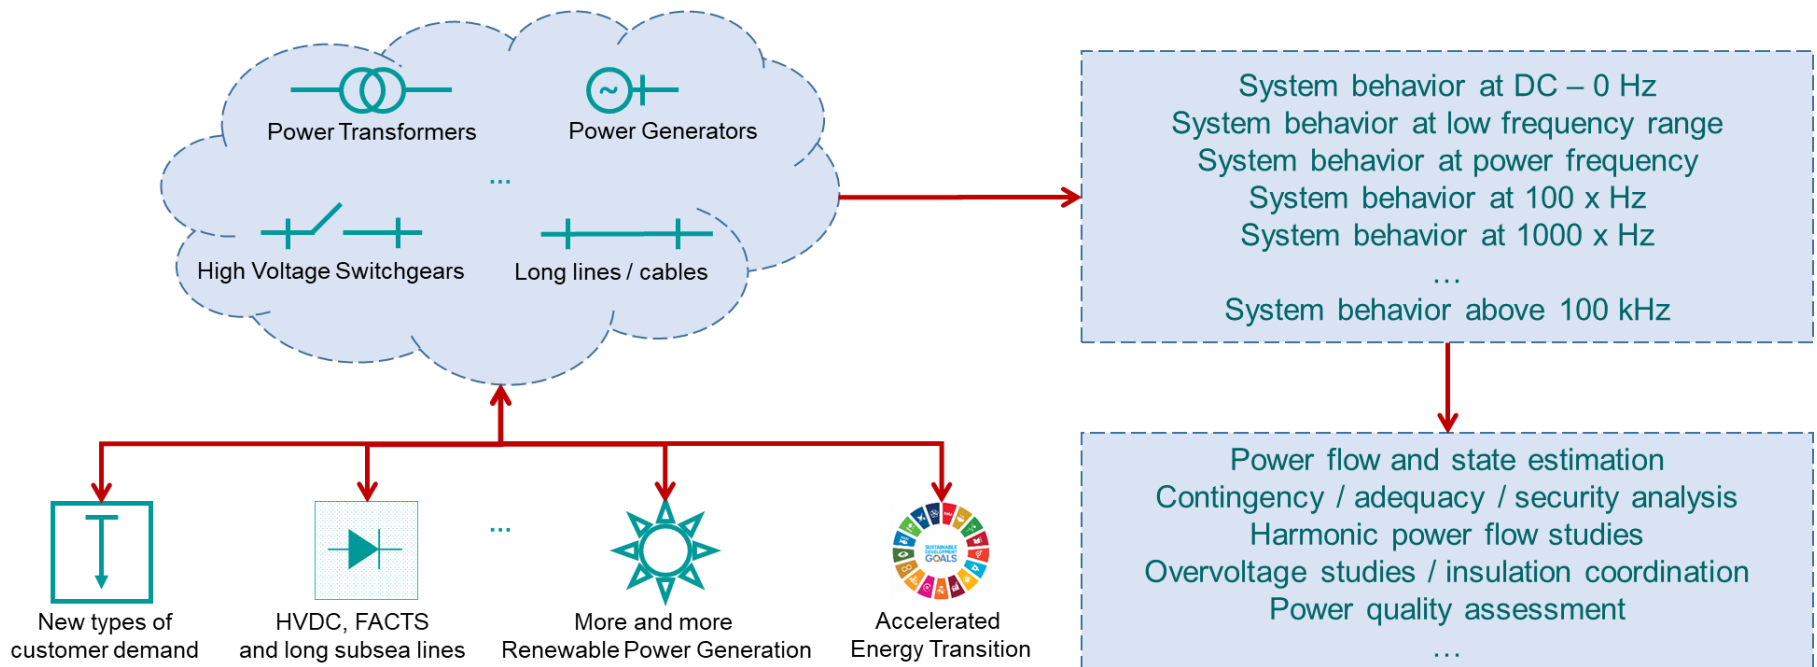 Power Transformers
Power Generators
...
High Voltage Switchgears
Long lines / cables
System behavior at DC – 0 Hz
System behavior at low frequency range
System behavior at power frequency
System behavior at 100 x Hz
System behavior at 1000 x Hz
...
System behavior above 100 kHz
...
SUSTAINABLE
DEVELOPMENT
GOALS
New types of
customer demand
HVDC, FACTS
and long subsea lines
More and more
Renewable Power Generation
Accelerated
Energy Transition
Power flow and state estimation
Contingency / adequacy / security analysis
Harmonic power flow studies
Overvoltage studies / insulation coordination
Power quality assessment
...